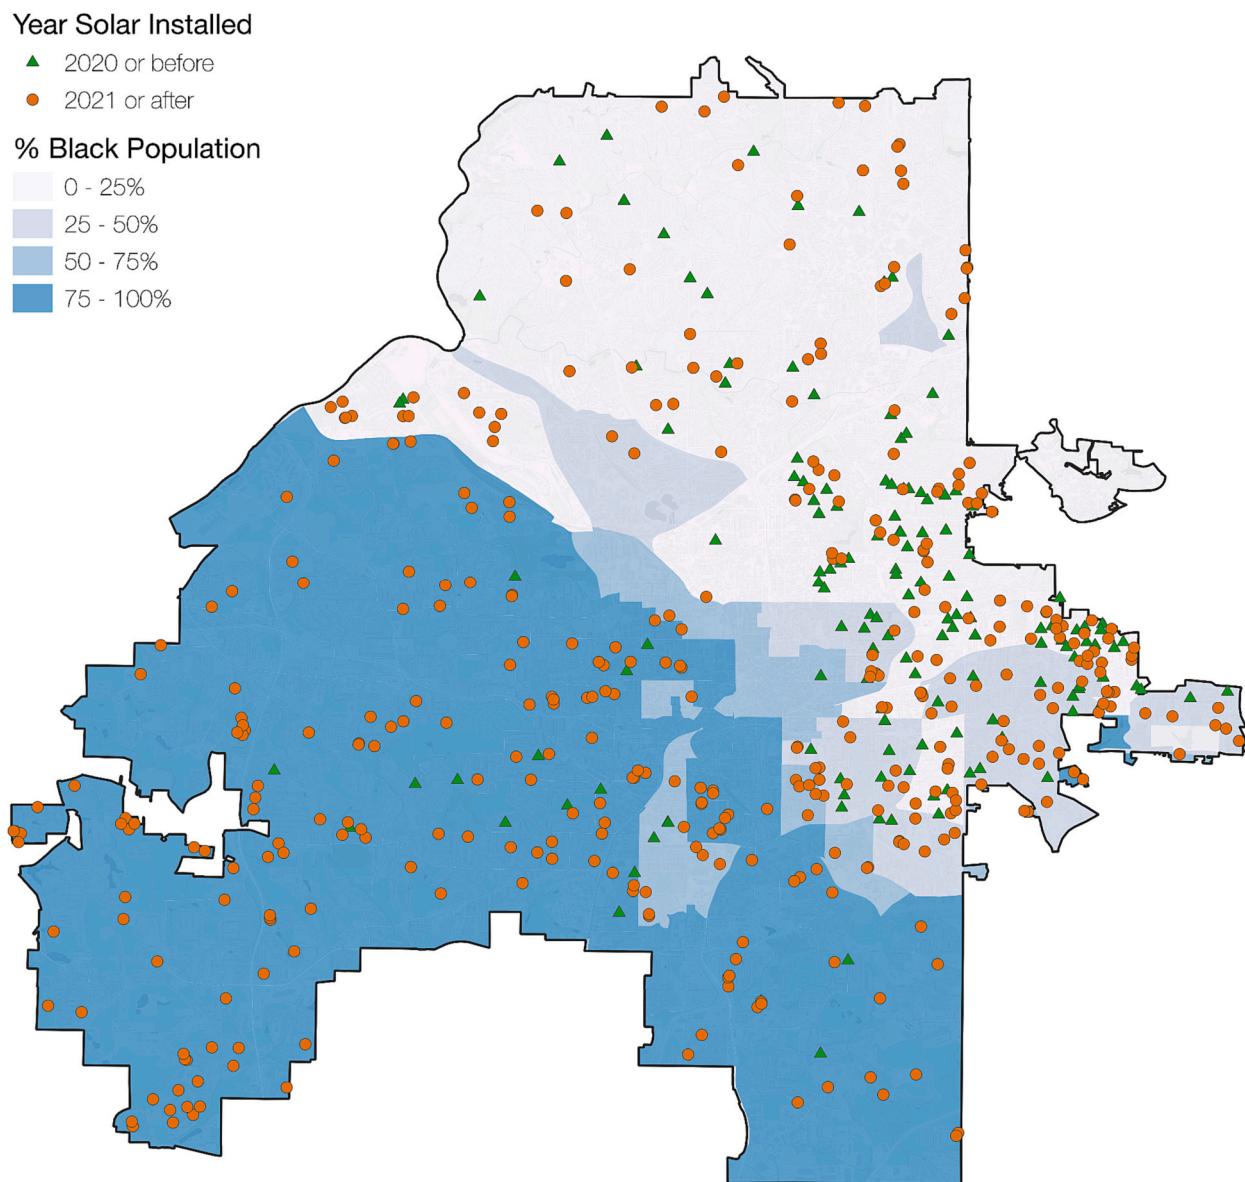 Year Solar Installed
2020 or before
2021 or after
% Black Population
0 - 25%
25 - 50%
50 - 75%
75 - 100%